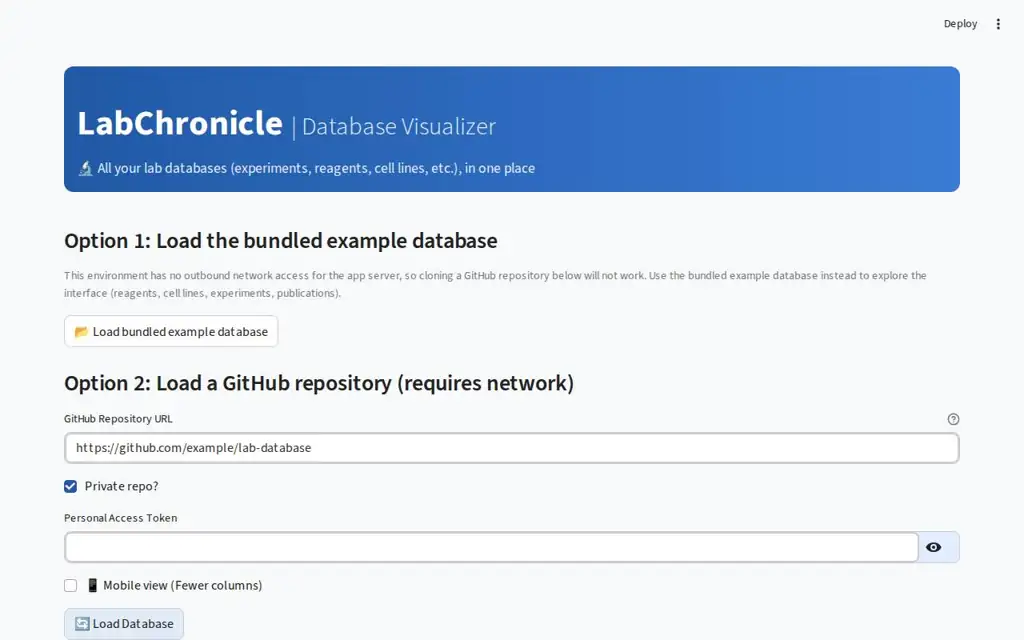 Deploy
LabChronicle | Database Visualizer
🔬 All your lab databases (experiments, reagents, cell lines, etc.), in one place
Option 1: Load the bundled example database
This environment has no outbound network access for the app server, so cloning a GitHub repository below will not work. Use the bundled example database instead to explore the
interface (reagents, cell lines, experiments, publications).
📂 Load bundled example database
Option 2: Load a GitHub repository (requires network)
GitHub Repository URL
https://github.com/example/lab-database
Private repo?
Personal Access Token
📱 Mobile view (Fewer columns)
🔄 Load Database